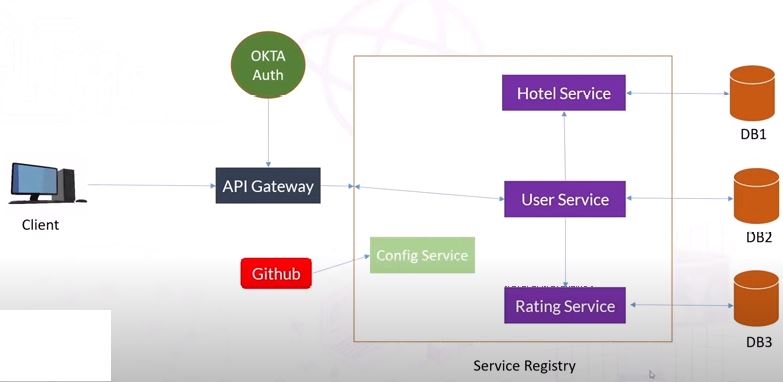 OKTA
Auth
Hotel Service
DB1
API Gateway
User Service
Client
DB2
Config Service
Github
Rating Service
DB3
Service Registry